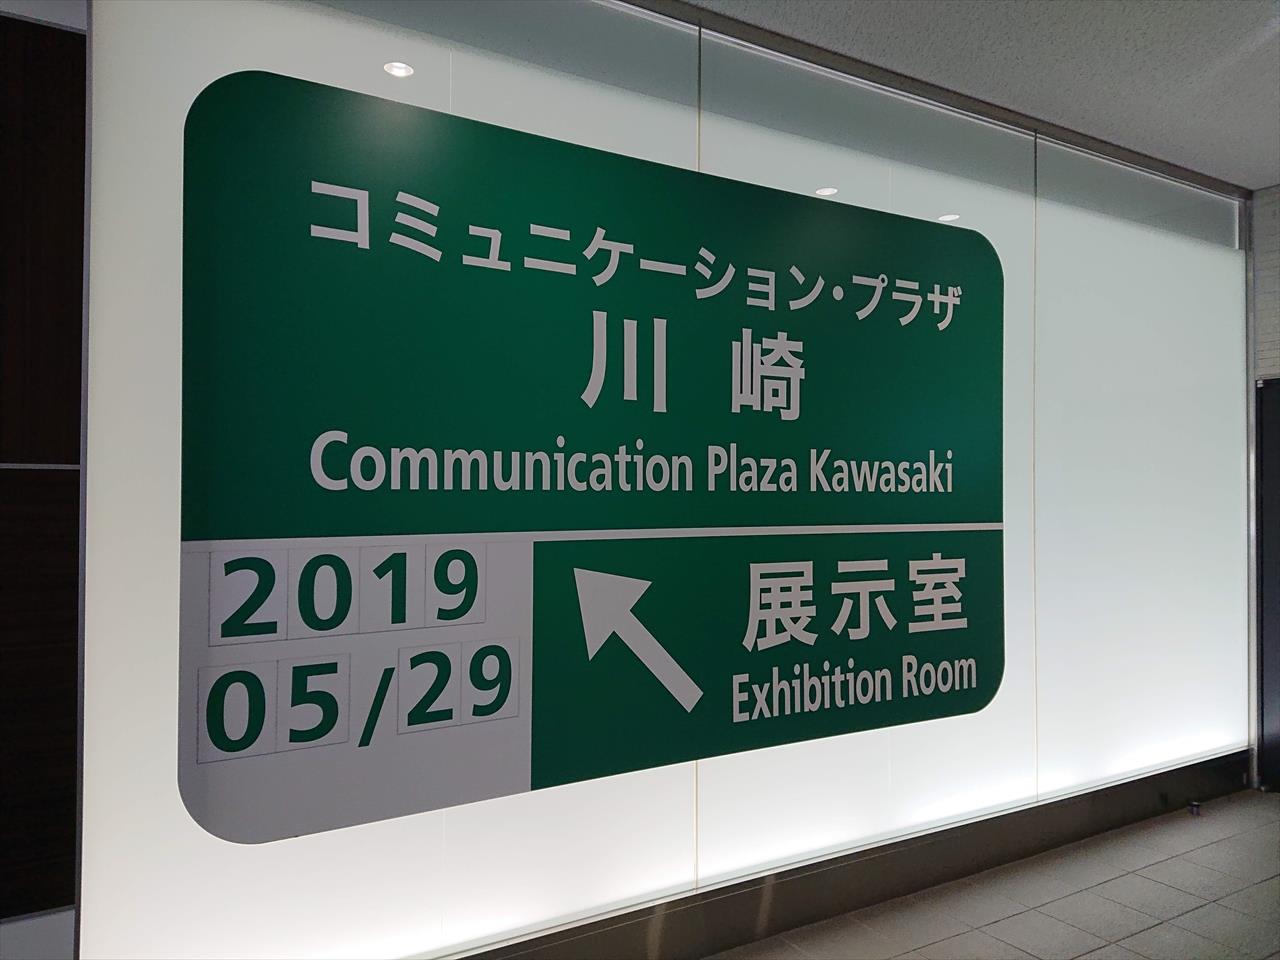 コミュニケーション・プラザ
川崎
Communication Plaza Kawasaki
2019
05/29
展示室
Exhibition Room